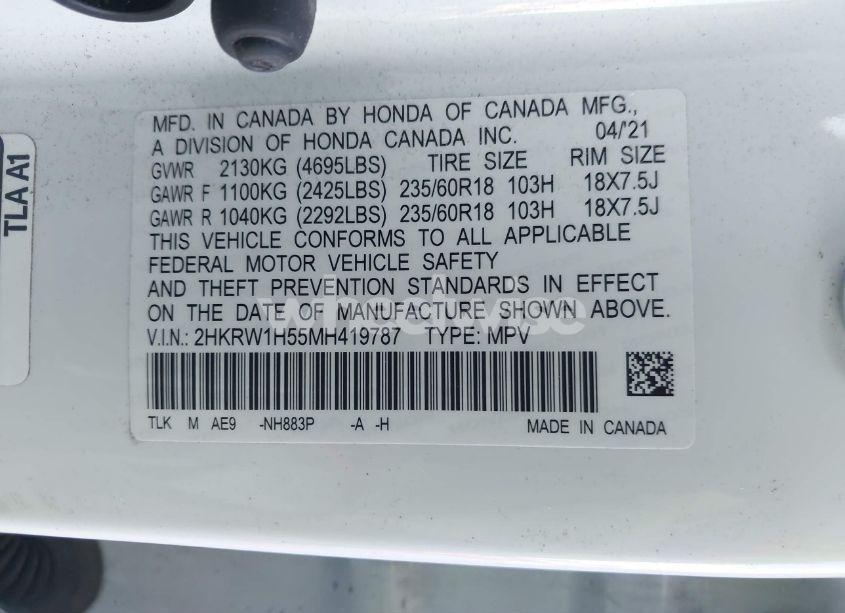 MFD. IN CANADA BY HONDA OF CANADA MFG.,
A DIVISION OF HONDA CANADA INC. 04/'21
GVWR 2130KG (4695LBS) TIRE SIZE RIM SIZE
GAWR F 1100KG (2425LBS) 235/60R18 103H 18X7.5J
GAWR R 1040KG (2292LBS) 235/60R18 103H 18X7.5J
THIS VEHICLE CONFORMS TO ALL APPLICABLE
FEDERAL MOTOR VEHICLE SAFETY
AND THEFT PREVENTION STANDARDS IN EFFECT
ON THE DATE OF MANUFACTURE SHOWN ABOVE.
V.I.N.: 2HKRW1H55MH419787 TYPE: MPV
TLK M AE9 -NH883P -A -H MADE IN CANADA
TLA A1